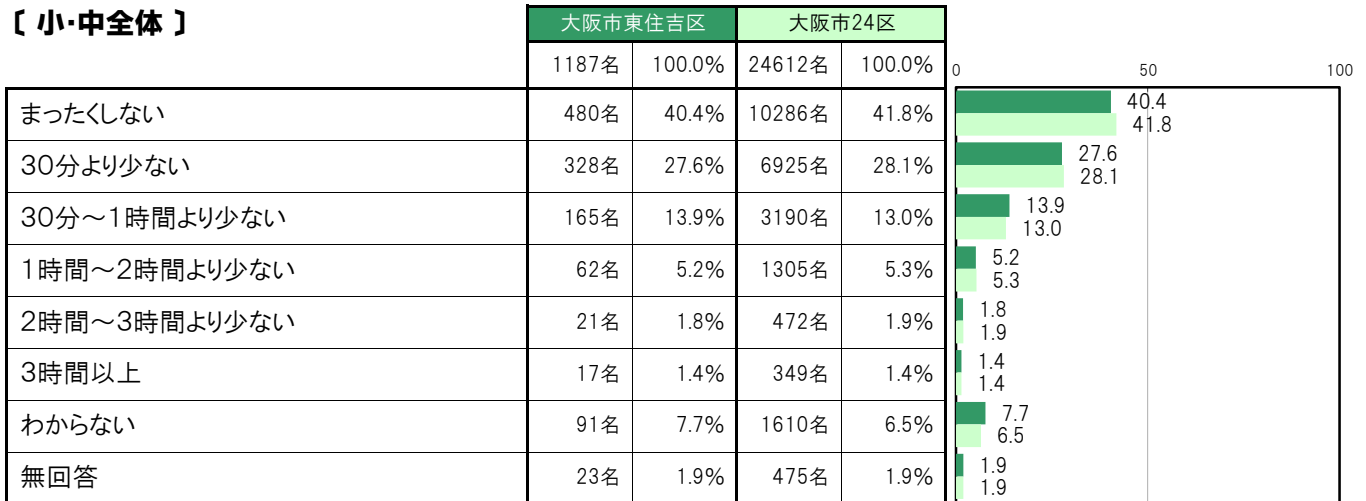 〔 小・中全体 〕
大阪市東住吉区 大阪市24区
1187名 100.0% 24612名 100.0%
0 50 100
まったくしない 480名 40.4% 10286名 41.8% 40.4
41.8
30分より少ない 328名 27.6% 6925名 28.1% 27.6
28.1
30分～1時間より少ない 165名 13.9% 3190名 13.0% 13.9
13.0
1時間～2時間より少ない 62名 5.2% 1305名 5.3% 5.2
5.3
2時間～3時間より少ない 21名 1.8% 472名 1.9% 1.8
1.9
3時間以上 17名 1.4% 349名 1.4% 1.4
1.4
わからない 91名 7.7% 1610名 6.5% 7.7
6.5
無回答 23名 1.9% 475名 1.9% 1.9
1.9